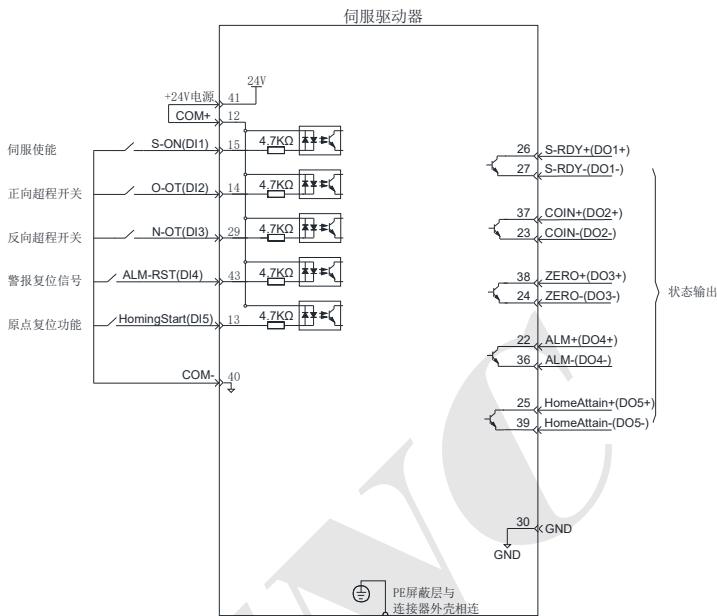 伺服驱动器
24V
+24V电源 41
COM+ 12
伺服使能 S-ON(DI1) 15 4.7KΩ
正向超程开关 O-OT(DI2) 14 4.7KΩ
反向超程开关 N-OT(DI3) 29 4.7KΩ
警报复位信号 ALM-RST(DI4) 43 4.7KΩ
原点复位功能 HomingStart(DI5) 13 4.7KΩ
COM- 40
26 S-RDY+(DO1+)
27 S-RDY-(DO1-)
37 COIN+(DO2+)
23 COIN-(DO2-)
38 ZERO+(DO3+)
24 ZERO-(DO3-)
状态输出
22 ALM+(DO4+)
36 ALM-(DO4-)
25 HomeAttain+(DO5+)
39 HomeAttain-(DO5-)
30 GND
GND
PE屏蔽层与
连接器外壳相连